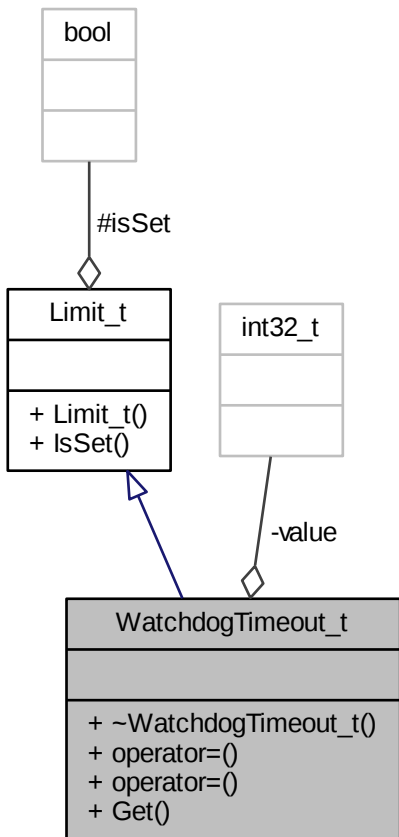 bool
#isSet
Limit_t
+ Limit_t()
+ IsSet()
int32_t
-value
WatchdogTimeout_t
+ ~WatchdogTimeout_t()
+ operator=()
+ operator=()
+ Get()